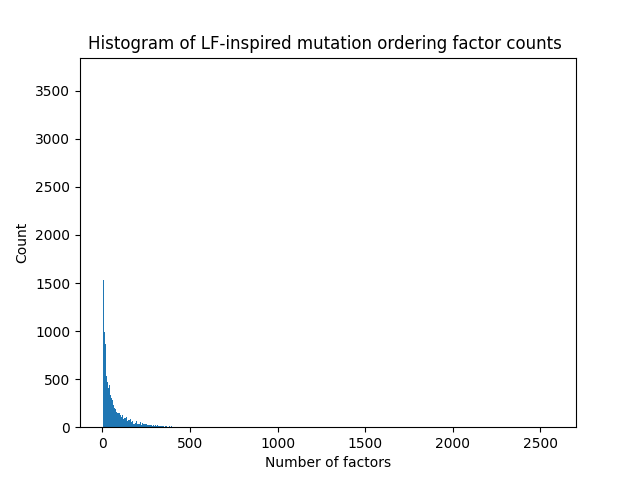 Histogram of LF-inspired mutation ordering factor counts
3500
3000
2500
2000
1500
1000
500
0
Count
0 500 1000 1500 2000 2500
Number of factors